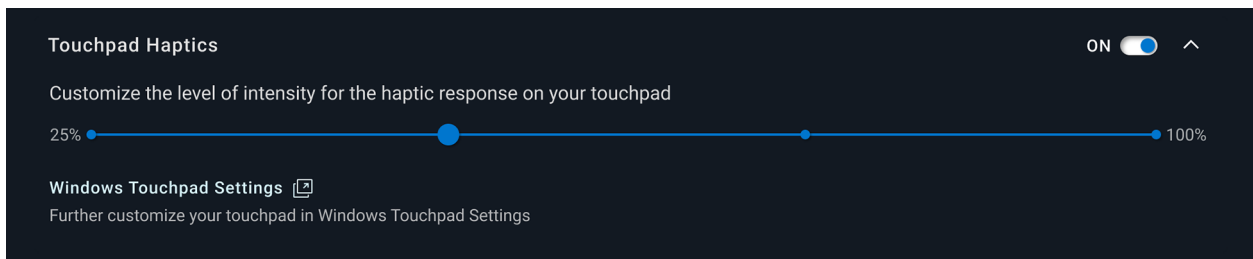 Touchpad Haptics ON
Customize the level of intensity for the haptic response on your touchpad
25% 100%
Windows Touchpad Settings
Further customize your touchpad in Windows Touchpad Settings